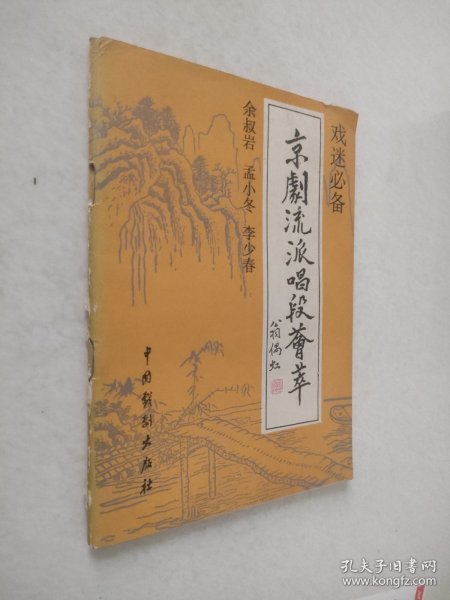 戏迷必备
京劇流派唱段薈萃
翁偶虹
余叔岩 孟小冬 李少春
中国戏剧出版社
孔夫子旧书网
www.kongfz.com